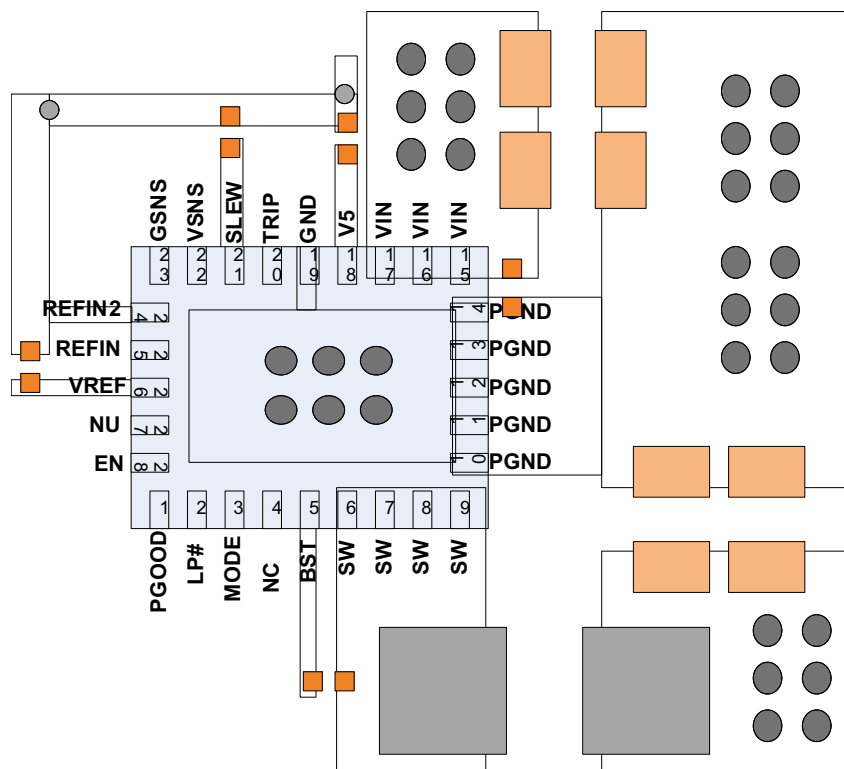 GSNS
VSNS
SLEW
TRIP
GND
V5
VIN
VIN
VIN
23
22
21
20
19
18
17
16
15
REFIN2
24
14
PGND
REFIN
25
13
PGND
VREF
26
12
PGND
NU
27
11
PGND
EN
28
10
PGND
1
2
3
4
5
6
7
8
9
PGOOD
LP#
MODE
NC
BST
SW
SW
SW
SW